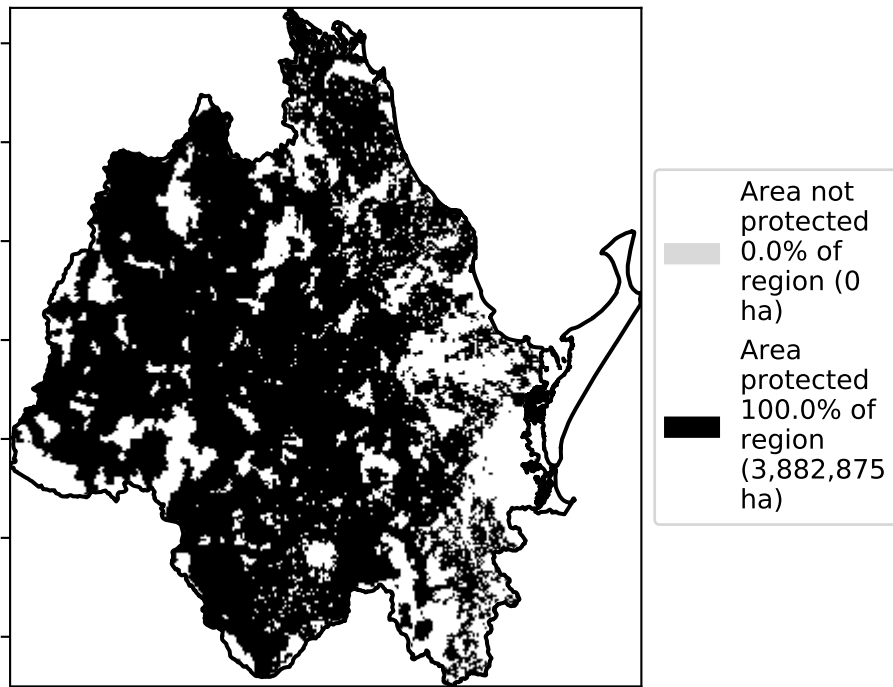 Area not
protected
0.0% of
region (0
ha)
Area
protected
100.0% of
region
(3,882,875
ha)